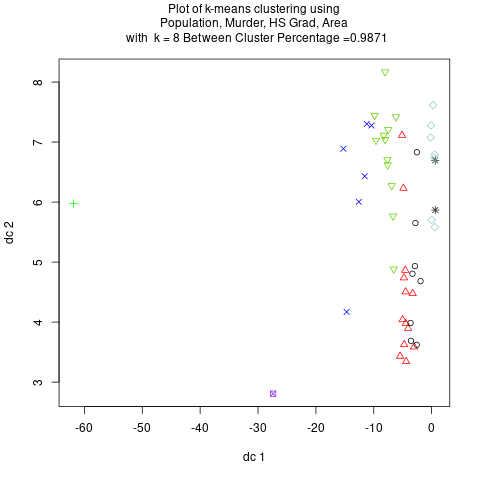 Plot of k-means clustering using
Population, Murder, HS Grad, Area
with k = 8 Between Cluster Percentage =0.9871
8
7
6
5
4
3
dc 2
-60 -50 -40 -30 -20 -10 0
dc 1